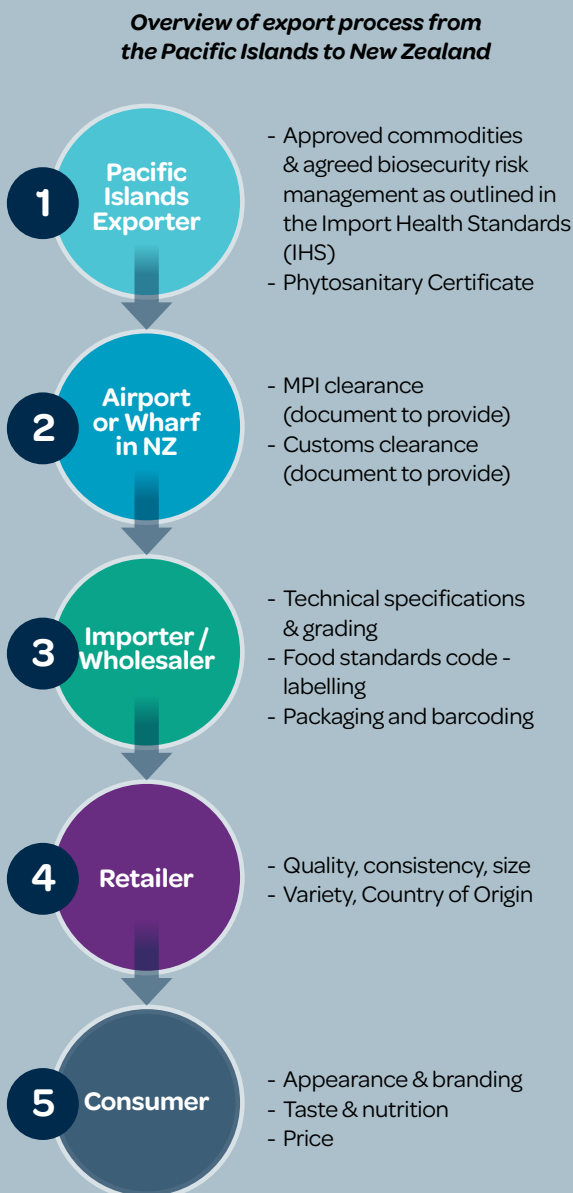 Overview of export process from
the Pacific Islands to New Zealand
1
Pacific
Islands
Exporter
- Approved commodities
& agreed biosecurity risk
management as outlined in
the Import Health Standards
(IHS)
- Phytosanitary Certificate
2
Airport
or Wharf
in NZ
- MPI clearance
(document to provide)
- Customs clearance
(document to provide)
3
Importer /
Wholesaler
- Technical specifications
& grading
- Food standards code -
labelling
- Packaging and barcoding
4
Retailer
- Quality, consistency, size
- Variety, Country of Origin
5
Consumer
- Appearance & branding
- Taste & nutrition
- Price